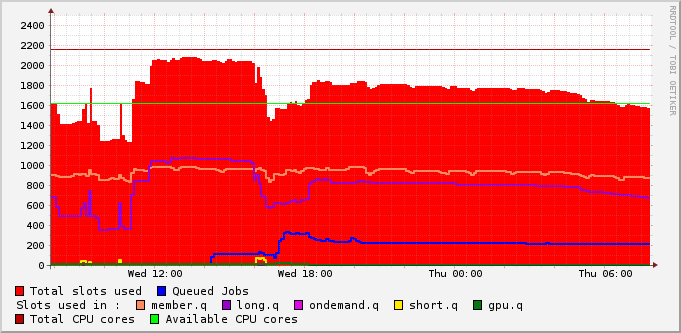 RRDTOOL / TOBI OETIKER
2400
2200
2000
1800
1600
1400
1200
1000
800
600
400
200
0
Wed 12:00 Wed 18:00 Thu 00:00 Thu 06:00
Total slots used Queued Jobs
Slots used in : member.q long.q ondemand.q short.q gpu.q
Total CPU cores Available CPU cores